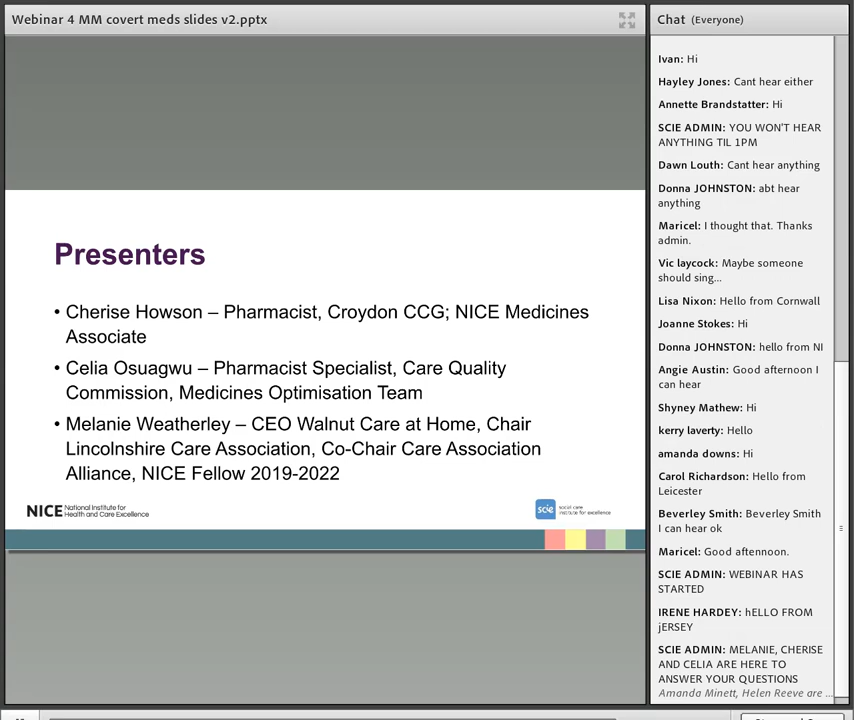 Webinar 4 MM covert meds slides v2.pptx
Presenters
• Cherise Howson – Pharmacist, Croydon CCG; NICE Medicines
Associate
• Celia Osuagwu – Pharmacist Specialist, Care Quality
Commission, Medicines Optimisation Team
• Melanie Weatherley – CEO Walnut Care at Home, Chair
Lincolnshire Care Association, Co-Chair Care Association
Alliance, NICE Fellow 2019-2022
NICE National Institute for
Health and Care Excellence
scie social care
institute for excellence
Chat (Everyone)
Ivan: Hi
Hayley Jones: Cant hear either
Annette Brandstatter: Hi
SCIE ADMIN: YOU WON'T HEAR
ANYTHING TIL 1PM
Dawn Louth: Cant hear anything
Donna JOHNSTON: abt hear
anything
Maricel: I thought that. Thanks
admin.
Vic laycock: Maybe someone
should sing...
Lisa Nixon: Hello from Cornwall
Joanne Stokes: Hi
Donna JOHNSTON: hello from NI
Angie Austin: Good afternoon I
can hear
Shyney Mathew: Hi
kerry laverty: Hello
amanda downs: Hi
Carol Richardson: Hello from
Leicester
Beverley Smith: Beverley Smith
I can hear ok
Maricel: Good afternoon.
SCIE ADMIN: WEBINAR HAS
STARTED
IRENE HARDEY: hELLO FROM
jERSEY
SCIE ADMIN: MELANIE, CHERISE
AND CELIA ARE HERE TO
ANSWER YOUR QUESTIONS
Amanda Minett, Helen Reeve are ...